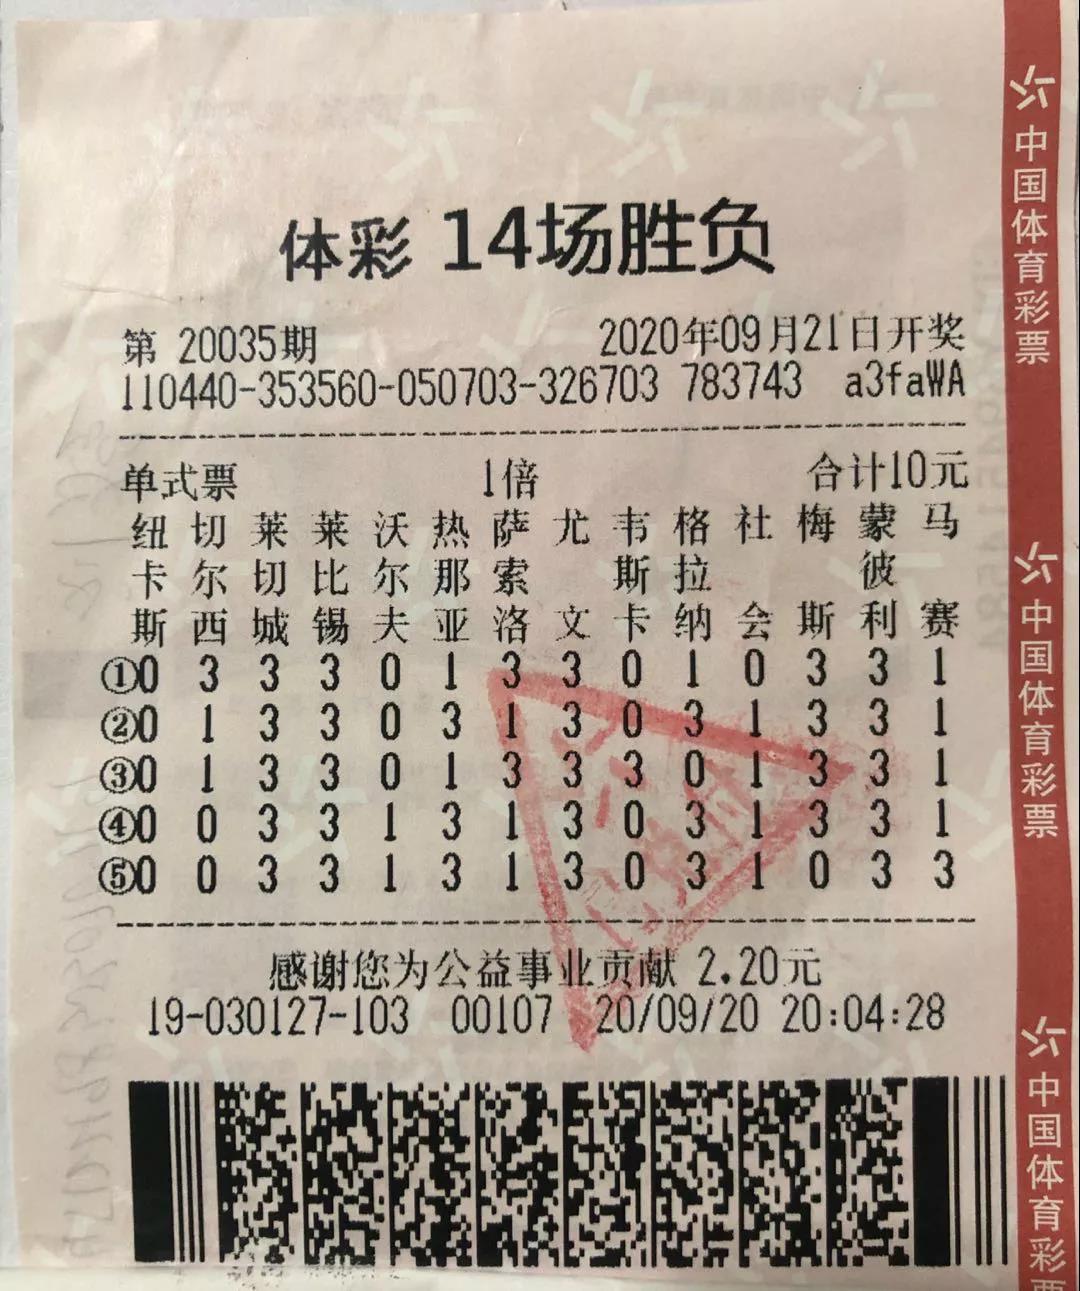 体彩 14场胜负
第 20035期 2020年09月21日开奖
110440-353560-050703-326703 783743 a3faWA
单式票 1倍 合计10元
纽卡斯 切尔西 莱切城 莱比锡 沃尔夫 热那亚 萨索洛 尤文 韦斯卡 格拉纳 社会 梅斯 蒙彼利 马赛
①0 3 3 3 0 1 3 3 0 1 0 3 3 1
②0 1 3 3 0 3 1 3 0 3 1 3 3 1
③0 1 3 3 0 1 3 3 3 0 1 3 3 1
④0 0 3 3 1 3 1 3 0 3 1 3 3 1
⑤0 0 3 3 1 3 1 3 0 3 1 0 3 3
感谢您为公益事业贡献 2.20元
19-030127-103 00107 20/09/20 20:04:28
中国体育彩票
中国体育彩票
中国体育彩票